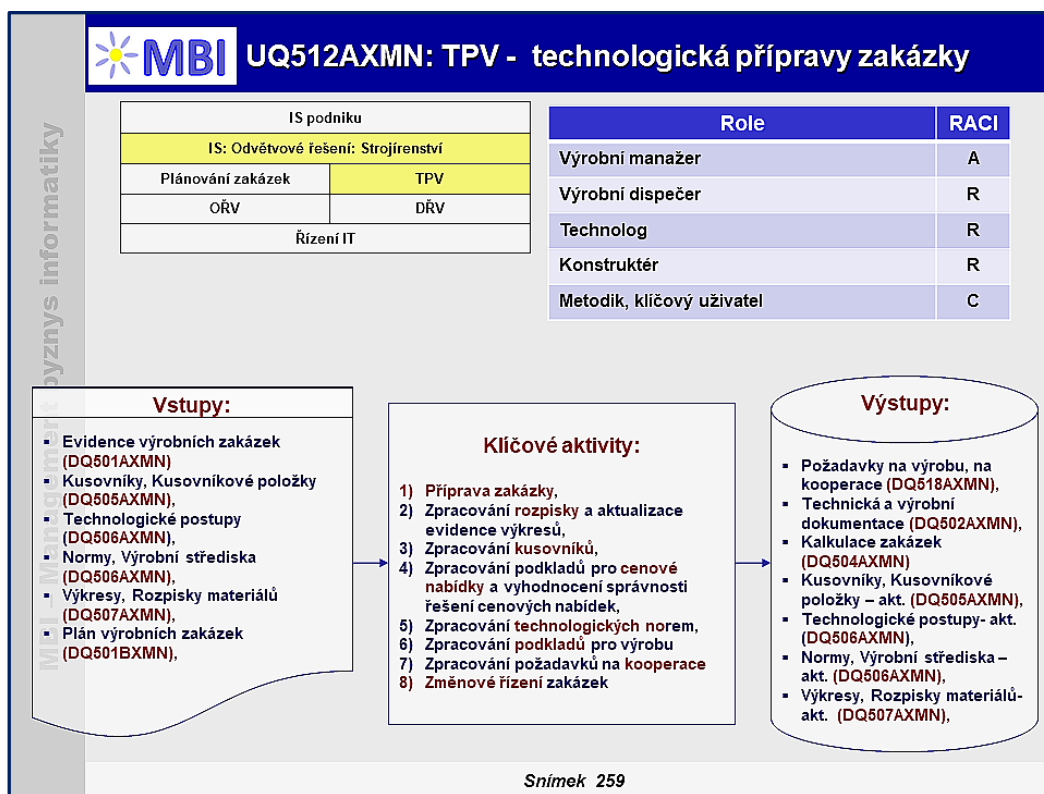 MBI
UQ512AXMN: TPV - technologická přípravy zakázky
MBI – Management byznys informatiky
IS podniku
IS: Odvětvové řešení: Strojírenství
Plánování zakázek TPV
OŘV DŘV
Řízení IT
Role RACI
Výrobní manažer A
Výrobní dispečer R
Technolog R
Konstruktér R
Metodik, klíčový uživatel C
Vstupy:
▪ Evidence výrobních zakázek
(DQ501AXMN)
▪ Kusovníky, Kusovníkové položky
(DQ505AXMN),
▪ Technologické postupy
(DQ506AXMN),
▪ Normy, Výrobní střediska
(DQ506AXMN),
▪ Výkresy, Rozpisky materiálů
(DQ507AXMN),
▪ Plán výrobních zakázek
(DQ501BXMN),
Klíčové aktivity:
1) Příprava zakázky,
2) Zpracování rozpisky a aktualizace
evidence výkresů,
3) Zpracování kusovníků,
4) Zpracování podkladů pro cenové
nabídky a vyhodnocení správnosti
řešení cenových nabídek,
5) Zpracování technologických norem,
6) Zpracování podkladů pro výrobu
7) Zpracování požadavků na kooperace
8) Změnové řízení zakázek
Výstupy:
▪ Požadavky na výrobu, na
kooperace (DQ518AXMN),
▪ Technická a výrobní
dokumentace (DQ502AXMN),
▪ Kalkulace zakázek
(DQ504AXMN)
▪ Kusovníky, Kusovníkové
položky – akt. (DQ505AXMN),
▪ Technologické postupy- akt.
(DQ506AXMN),
▪ Normy, Výrobní střediska –
akt. (DQ506AXMN),
▪ Výkresy, Rozpisky materiálů-
akt. (DQ507AXMN),
Snímek 259